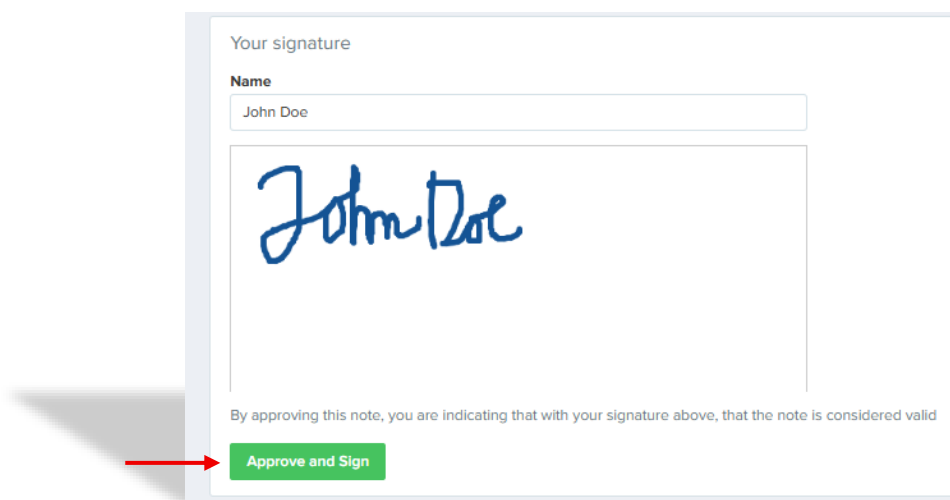 Your signature
Name
John Doe
John Doe
By approving this note, you are indicating that with your signature above, that the note is considered valid
Approve and Sign